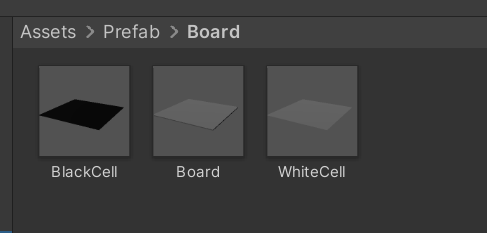 Assets > Prefab > Board
BlackCell
Board
WhiteCell